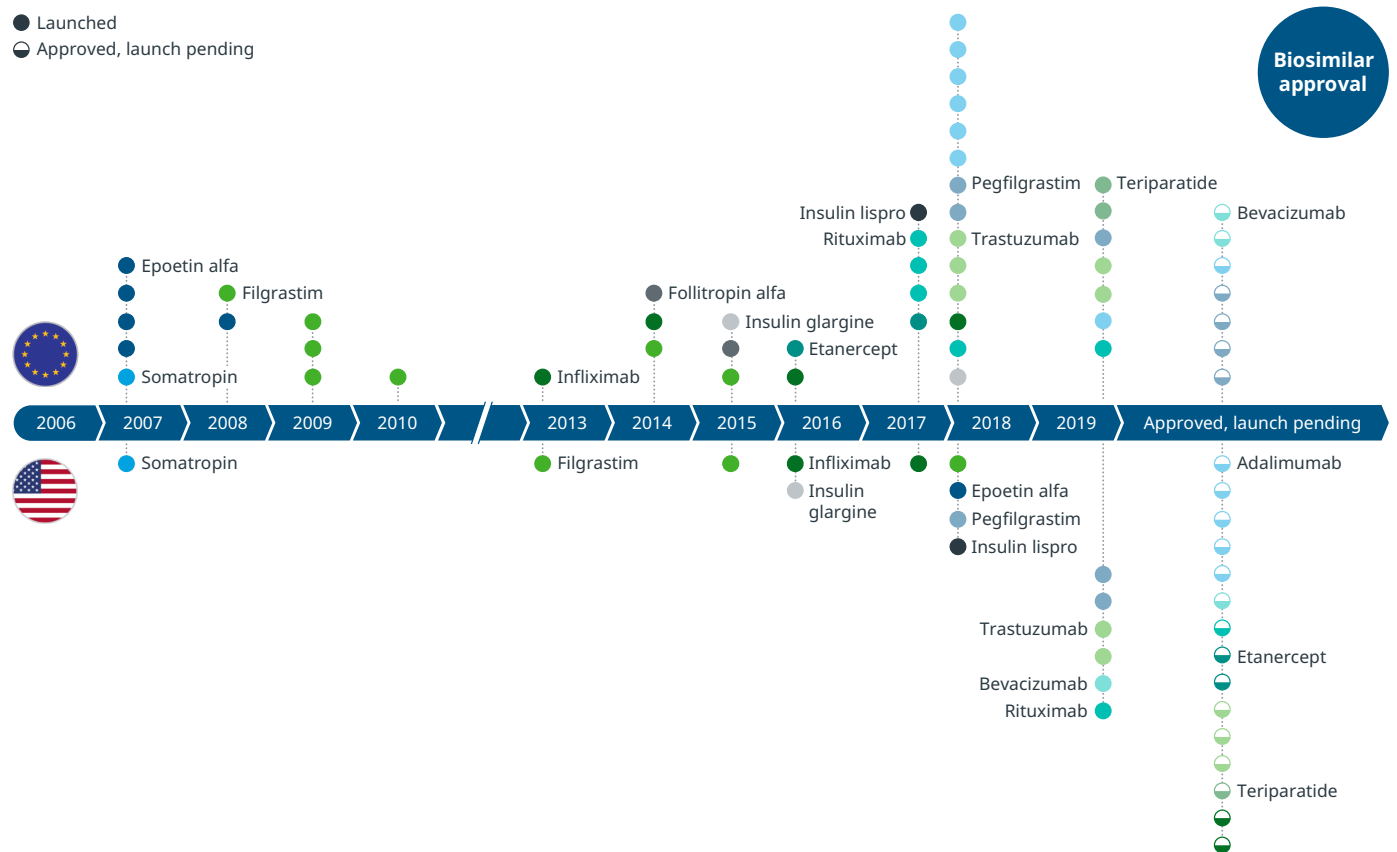 Launched
Approved, launch pending
Biosimilar
approval
Pegfilgrastim
Teriparatide
Insulin lispro
Bevacizumab
Rituximab
Trastuzumab
Epoetin alfa
Filgrastim
Follitropin alfa
Insulin glargine
Etanercept
Somatropin
Infliximab
2006
2007
2008
2009
2010
2013
2014
2015
2016
2017
2018
2019
Approved, launch pending
Somatropin
Filgrastim
Infliximab
Adalimumab
Insulin
glargine
Epoetin alfa
Pegfilgrastim
Insulin lispro
Trastuzumab
Etanercept
Bevacizumab
Rituximab
Teriparatide